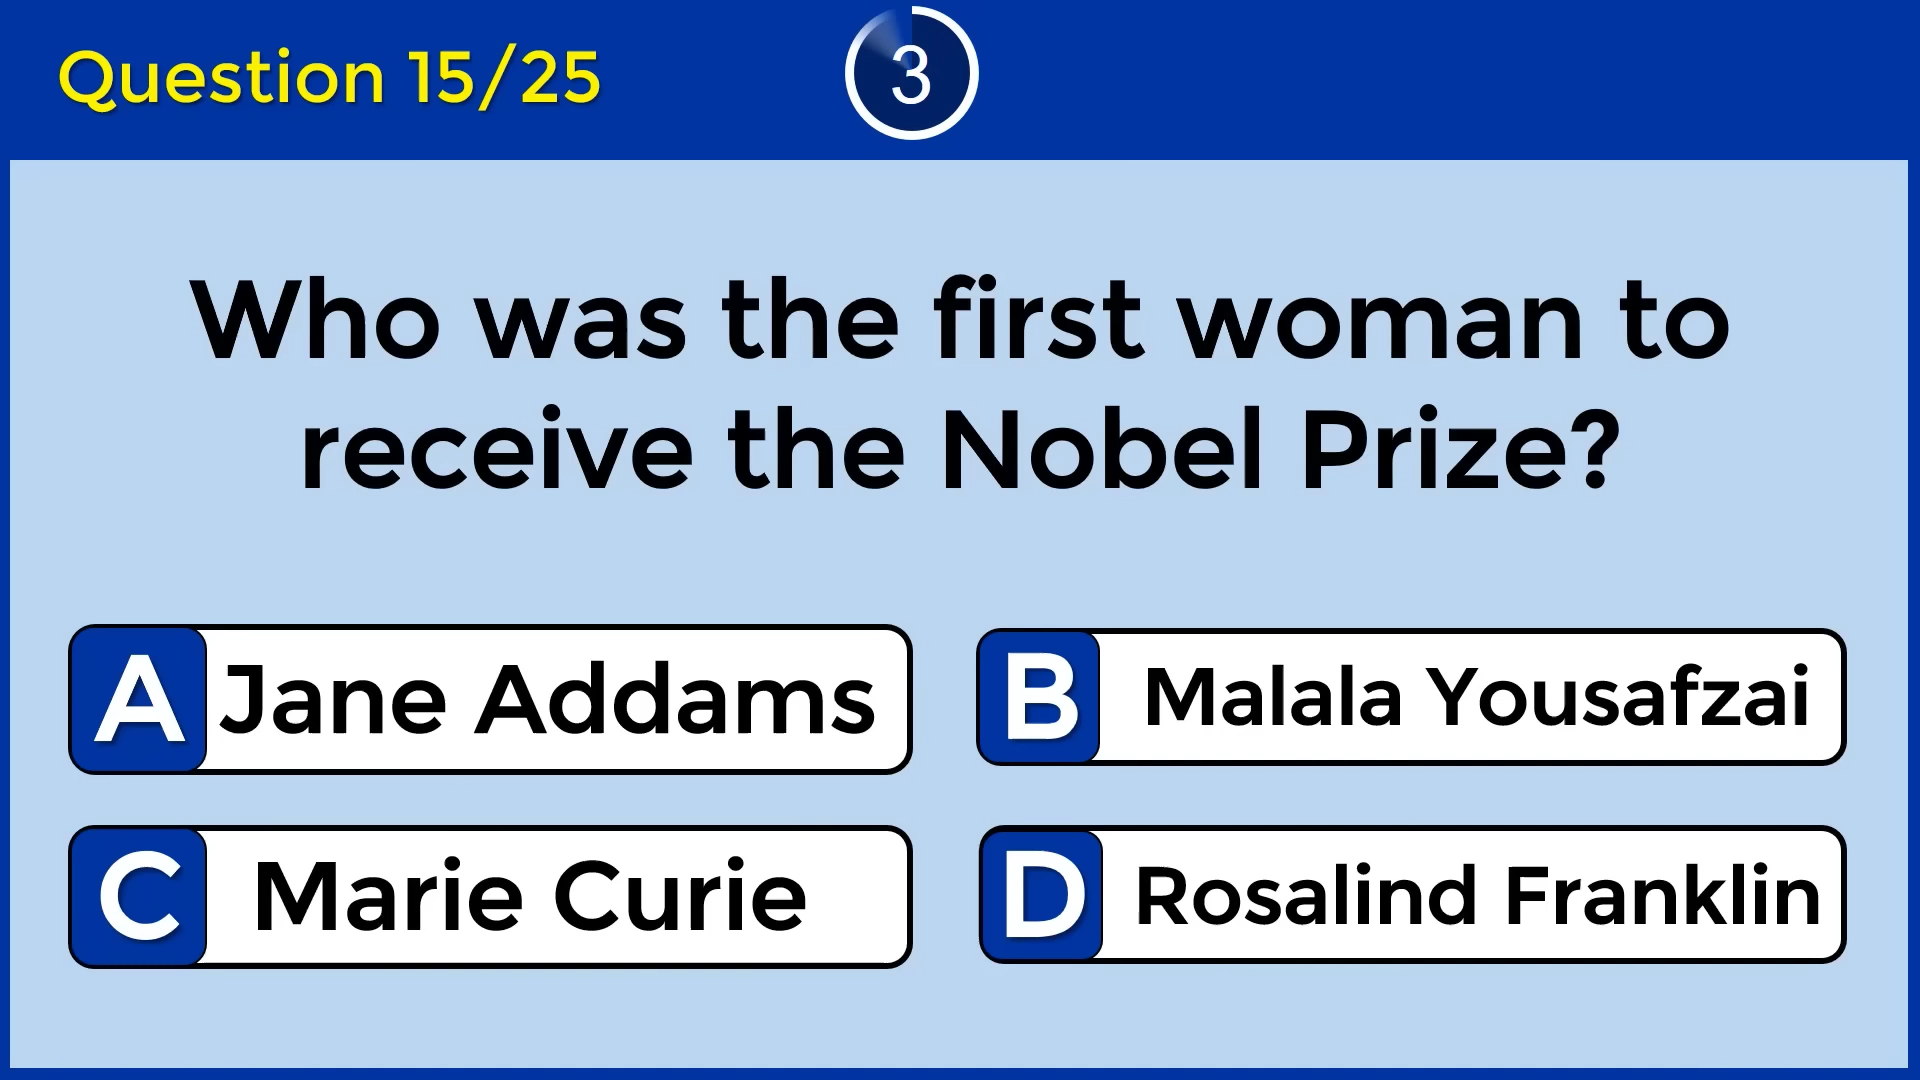 Question 15/25
3
Who was the first woman to
receive the Nobel Prize?
A Jane Addams
B Malala Yousafzai
C Marie Curie
D Rosalind Franklin